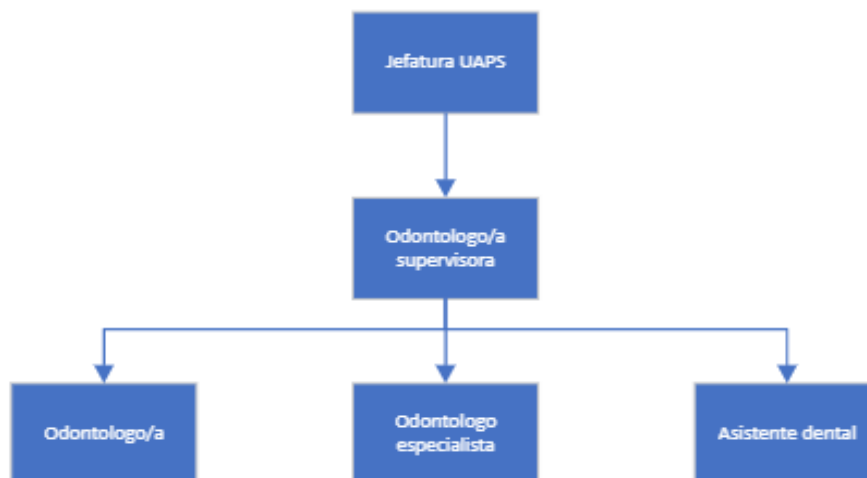 Jefatura UAPS
Odontologo/a
supervisora
Odontologo/a
Odontologo
especialista
Asistente dental